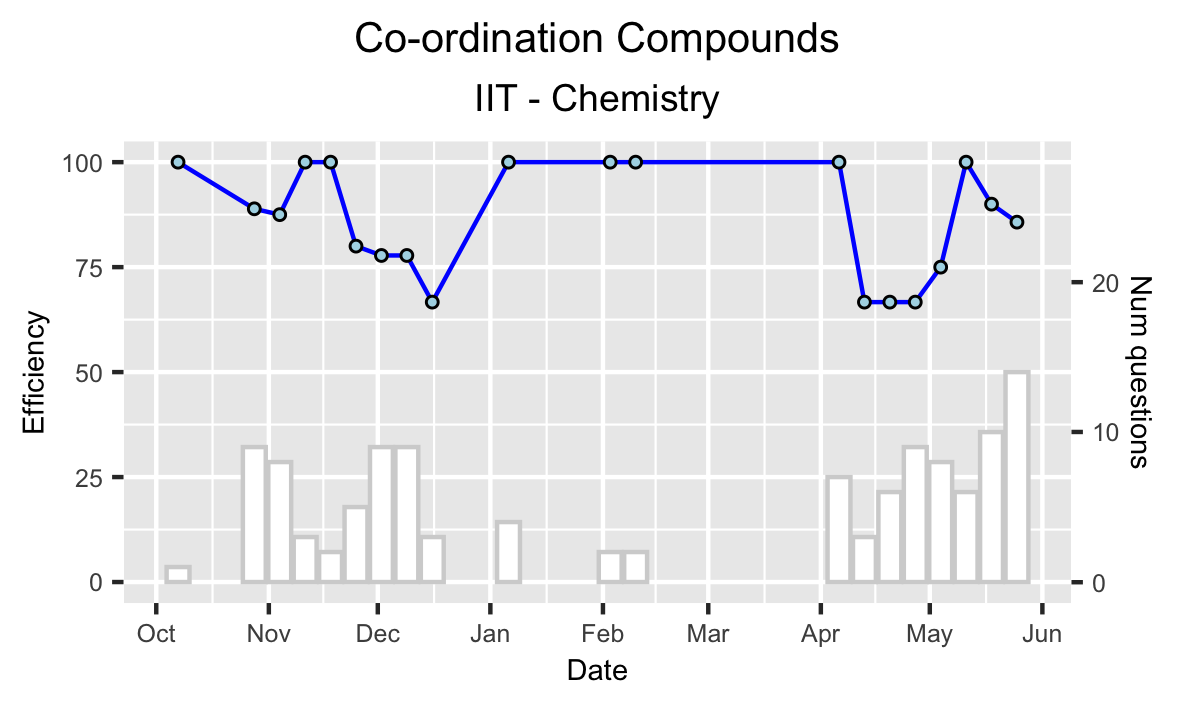 Co-ordination Compounds
IIT - Chemistry
Efficiency
100
75
50
25
0
Num questions
20
10
0
Oct Nov Dec Jan Feb Mar Apr May Jun
Date